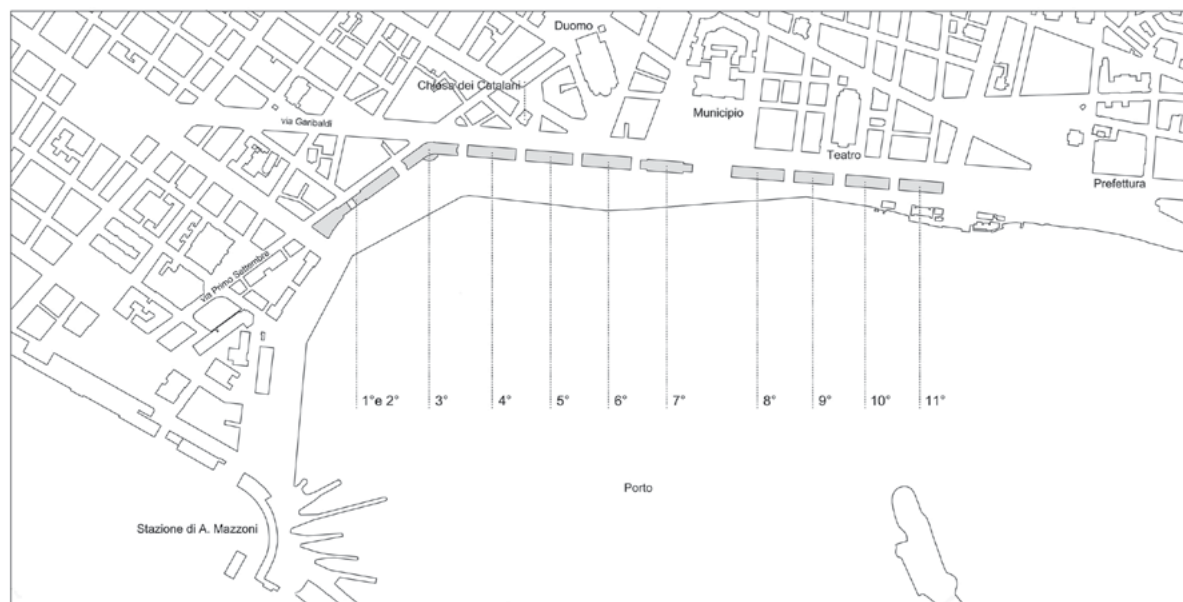 Duomo
Chiesa dei Catalani
via Garibaldi
Municipio
Teatro
Prefettura
via Primo Settembre
1°e 2°
3°
4°
5°
6°
7°
8°
9°
10°
11°
Porto
Stazione di A. Mazzoni